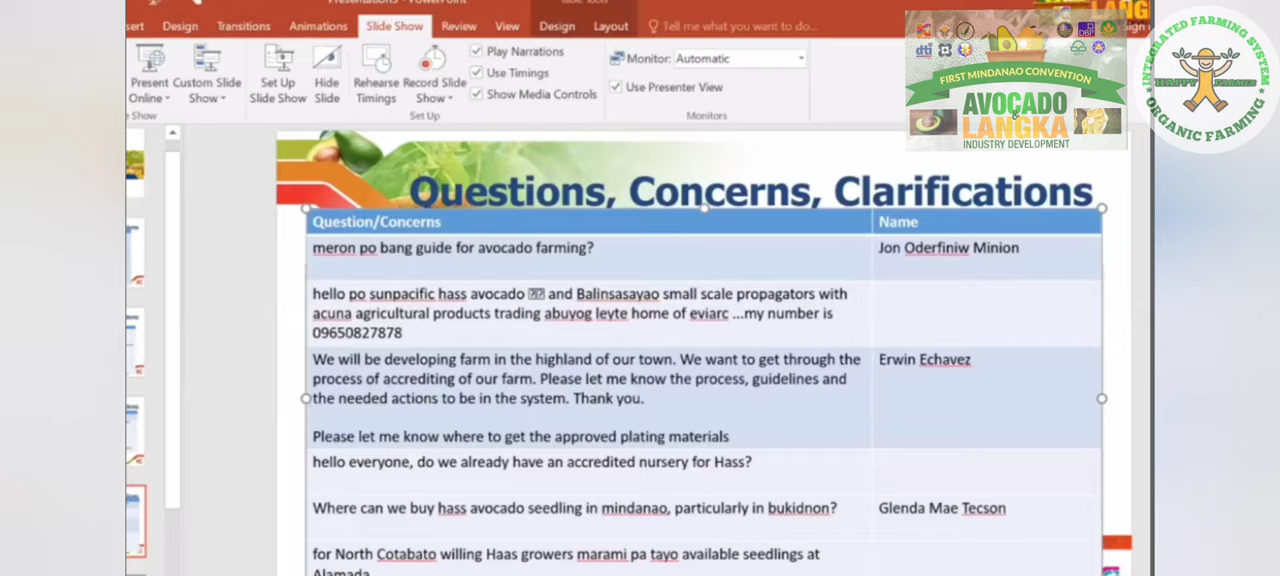 sert Design Transitions Animations Slide Show Review View Design Layout Tell me what you want to do...
Present Online
Custom Slide Show
Set Up Slide Show
Hide Slide
Rehearse Timings
Record Slide Show
Play Narrations
Use Timings
Show Media Controls
Set Up
Monitor: Automatic
Use Presenter View
Monitors
FIRST MINDANAO CONVENTION
AVOCADO
&
LANGKA
INDUSTRY DEVELOPMENT
INTEGRATED FARMING SYSTEM
HAPPY FARMER
ORGANIC FARMING
Questions, Concerns, Clarifications
Question/Concerns Name
meron po bang guide for avocado farming? Jon Oderfiniw Minion
hello po sunpacific hass avocado and Balinsasayao small scale propagators with
acuna agricultural products trading abuyog leyte home of eviarc ...my number is
09650827878
We will be developing farm in the highland of our town. We want to get through the Erwin Echavez
process of accrediting of our farm. Please let me know the process, guidelines and
the needed actions to be in the system. Thank you.
Please let me know where to get the approved plating materials
hello everyone, do we already have an accredited nursery for Hass?
Where can we buy hass avocado seedling in mindanao, particularly in bukidnon? Glenda Mae Tecson
for North Cotabato willing Haas growers marami pa tayo available seedlings at
Alamada